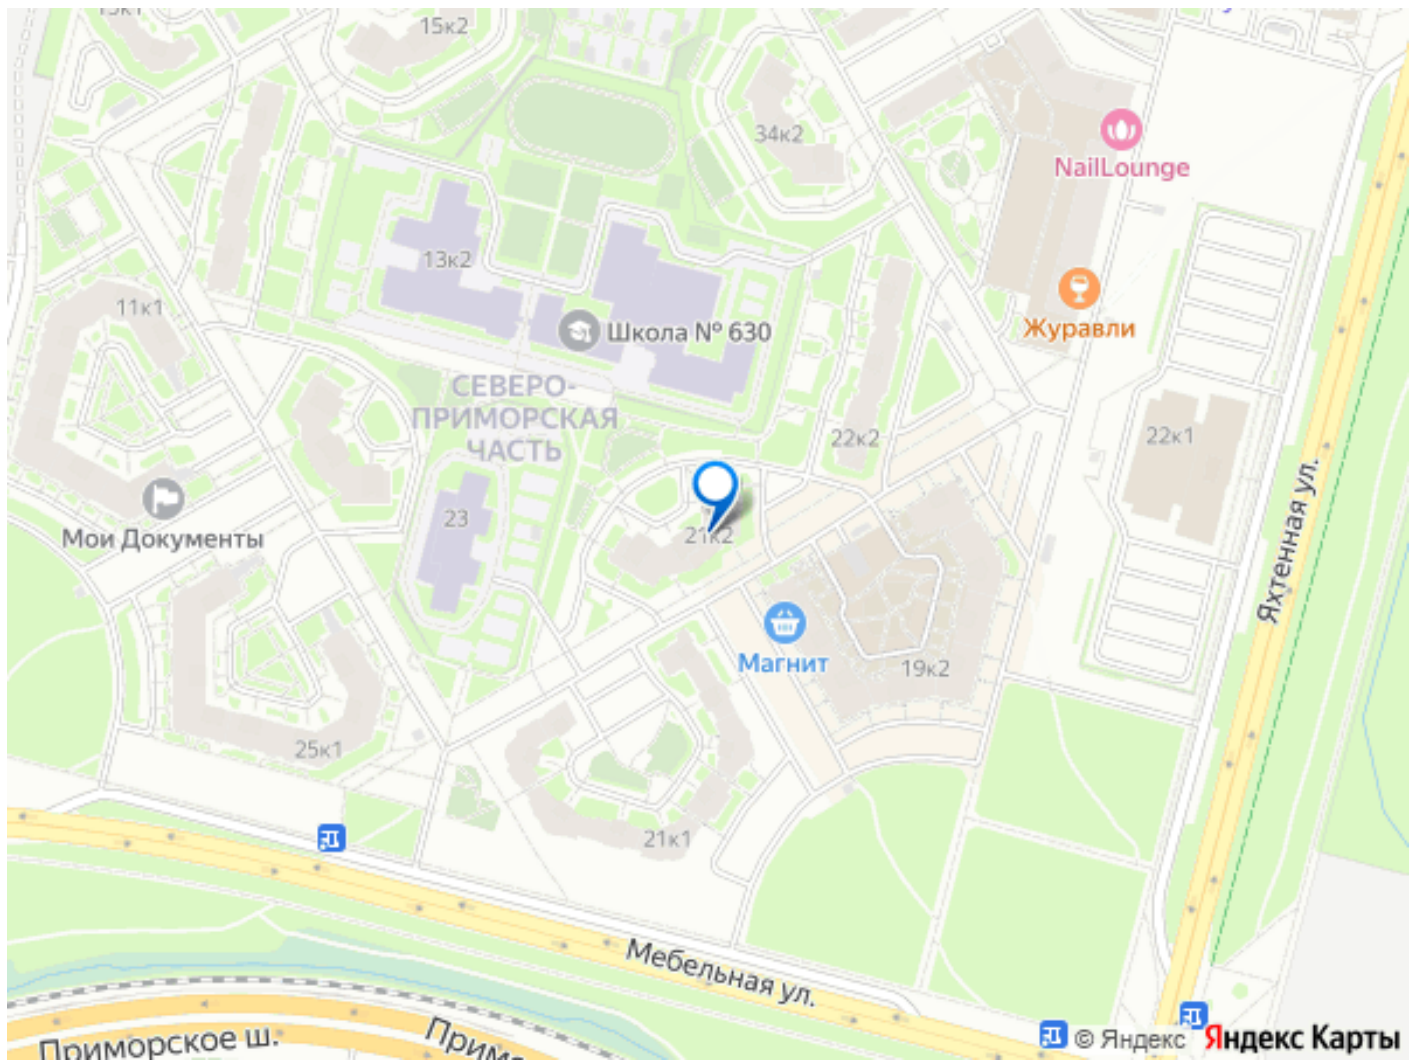 15к2
34к2
NailLounge
13к2
11к1
Школа № 630
Журавли
СЕВЕРО-
ПРИМОРСКАЯ
ЧАСТЬ
22к2
22к1
Мои Документы
23
21к2
Яхтенная ул.
Магнит
19к2
25к1
21к1
Мебельная ул.
Приморское ш.
© Яндекс Яндекс Карты